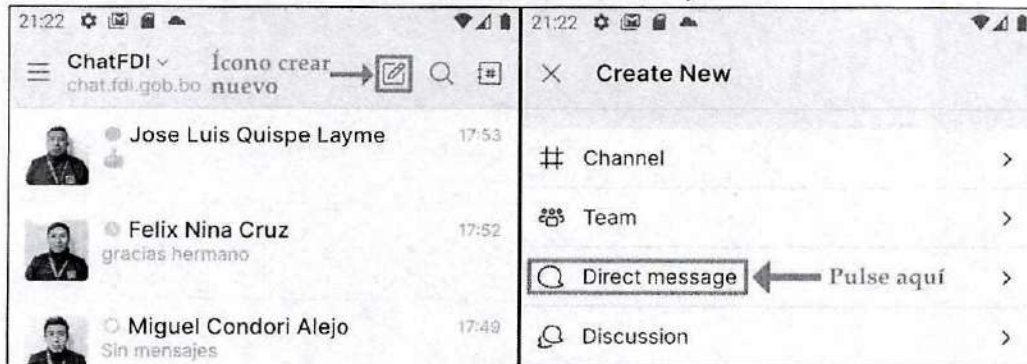 21:22
ChatFDI
chat.fdi.gob.bo
Ícono crear
nuevo
Jose Luis Quispe Layme
17:53
Felix Nina Cruz
17:52
gracias hermano
Miguel Condori Alejo
17:49
Sin mensajes
21:22
Create New
Channel
Team
Direct message
Pulse aquí
Discussion